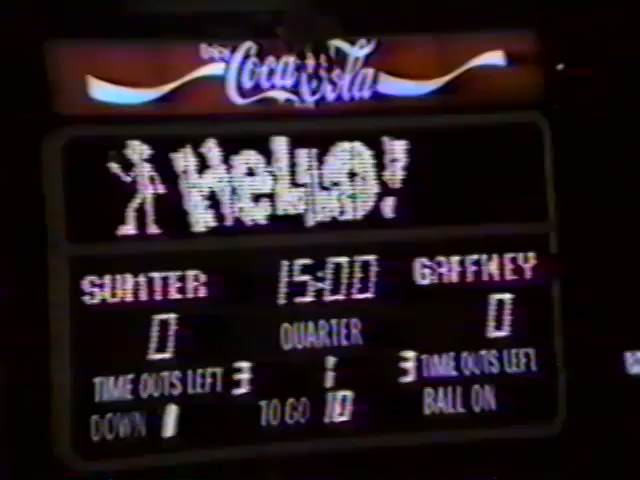 Coca-Cola
HeLLO!
SUMTER 15:00 GAFFNEY
0 QUARTER 0
TIME OUTS LEFT 3 1 3 TIME OUTS LEFT
DOWN 1 TO GO 10 BALL ON